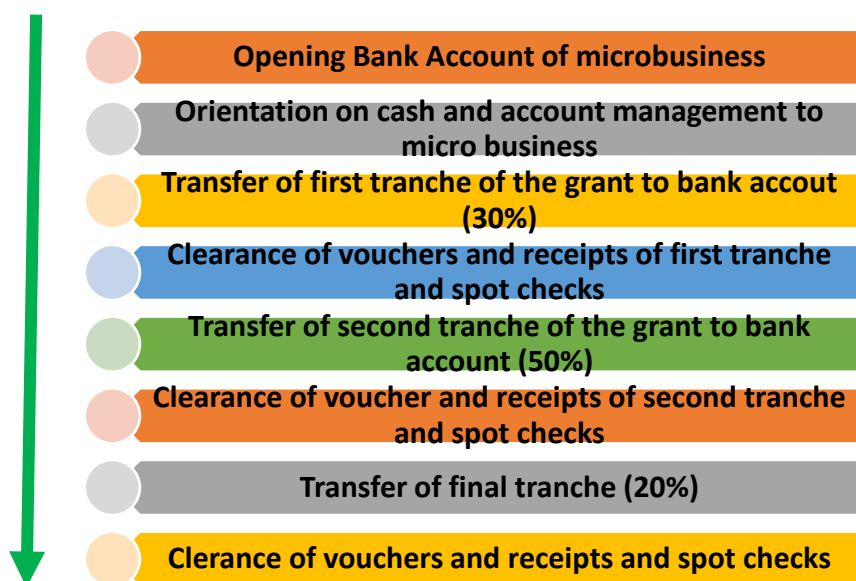 Opening Bank Account of microbusiness
Orientation on cash and account management to
micro business
Transfer of first tranche of the grant to bank accout
(30%)
Clearance of vouchers and receipts of first tranche
and spot checks
Transfer of second tranche of the grant to bank
account (50%)
Clearance of voucher and receipts of second tranche
and spot checks
Transfer of final tranche (20%)
Clerance of vouchers and receipts and spot checks